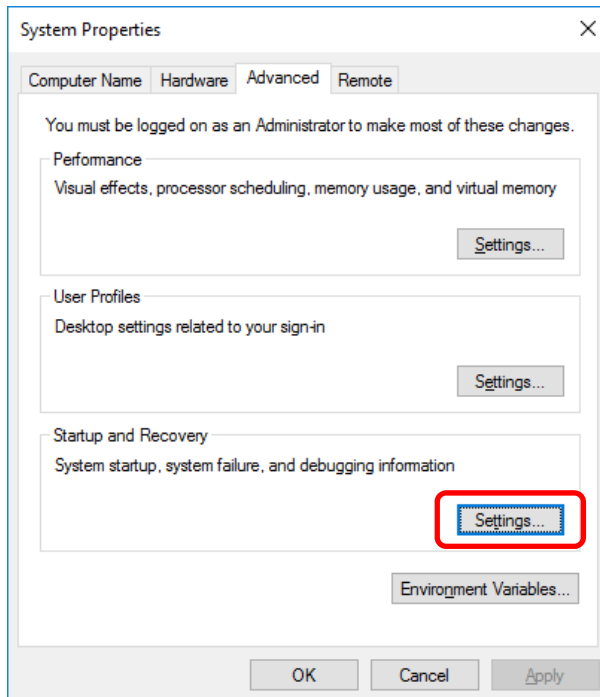 System Properties
Computer Name Hardware Advanced Remote
You must be logged on as an Administrator to make most of these changes.
Performance
Visual effects, processor scheduling, memory usage, and virtual memory
Settings...
User Profiles
Desktop settings related to your sign-in
Settings...
Startup and Recovery
System startup, system failure, and debugging information
Settings...
Environment Variables...
OK Cancel Apply